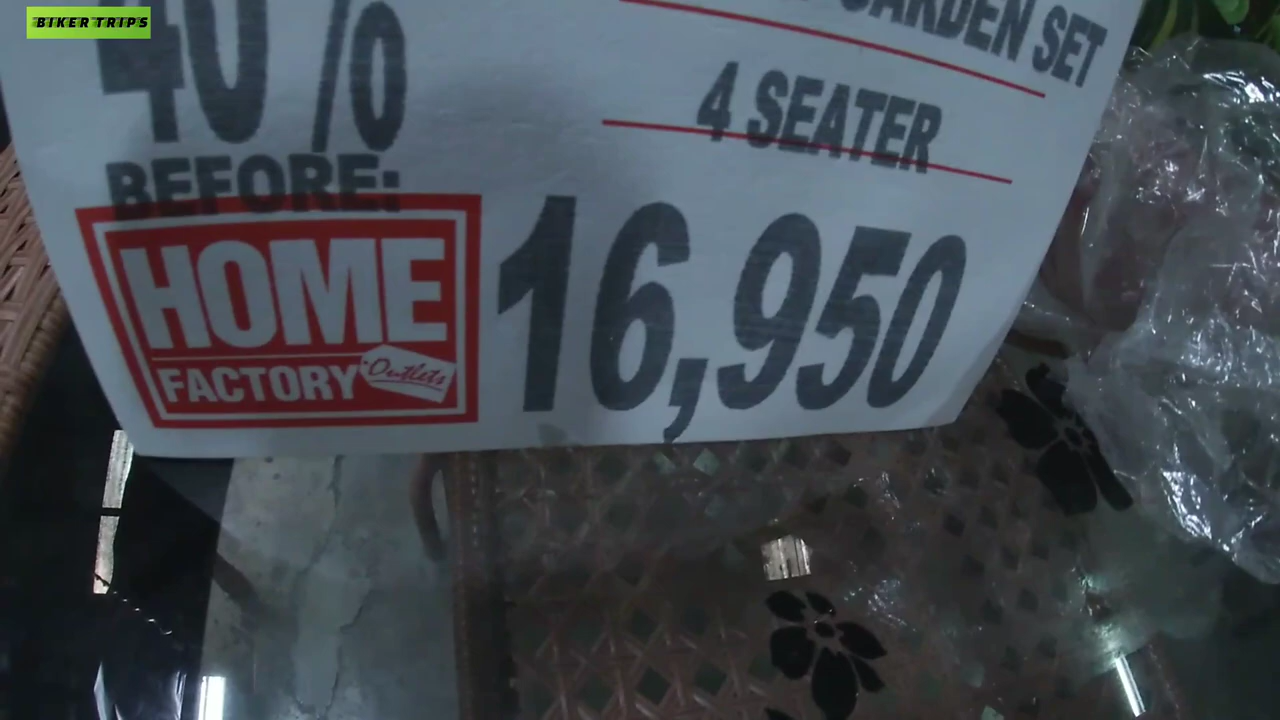 BIKER TRIPS
40%
GARDEN SET
4 SEATER
BEFORE:
HOME
FACTORY Outlets
16,950